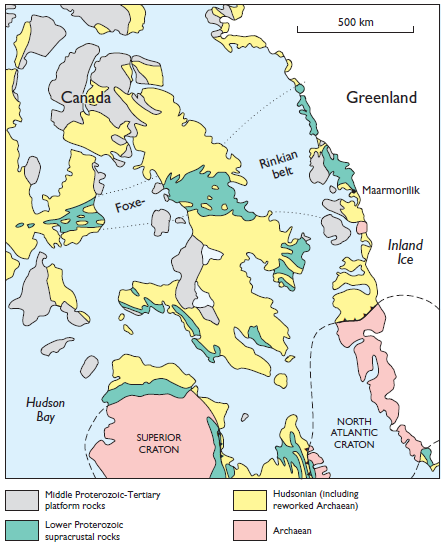 500 km
Canada
Greenland
Rinkian
belt
Maarmorilik
Foxe-
Inland
Ice
Hudson
Bay
SUPERIOR
CRATON
NORTH
ATLANTIC
CRATON
Middle Proterozoic-Tertiary
platform rocks
Hudsonian (including
reworked Archaean)
Lower Proterozoic
supracrustal rocks
Archaean